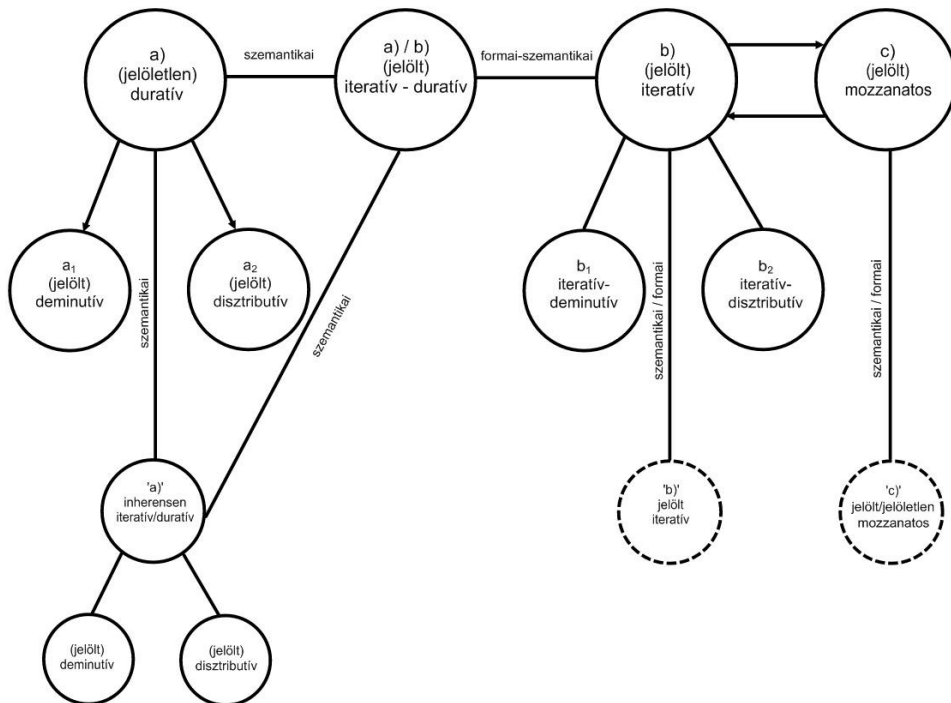 a)
(jelöletlen)
duratív
szemantikai
a) / b)
(jelölt)
iteratív - duratív
formai-szemantikai
b)
(jelölt)
iteratív
c)
(jelölt)
mozzanatos
a₁
(jelölt)
deminutív
a₂
(jelölt)
disztributív
b₁
iteratív-
deminutív
b₂
iteratív-
disztributív
szemantikai
szemantikai
szemantikai / formai
szemantikai / formai
'a)'
inherensen
iteratív/duratív
'b)'
jelölt
iteratív
'c)'
jelölt/jelöletlen
mozzanatos
(jelölt)
deminutív
(jelölt)
disztributív